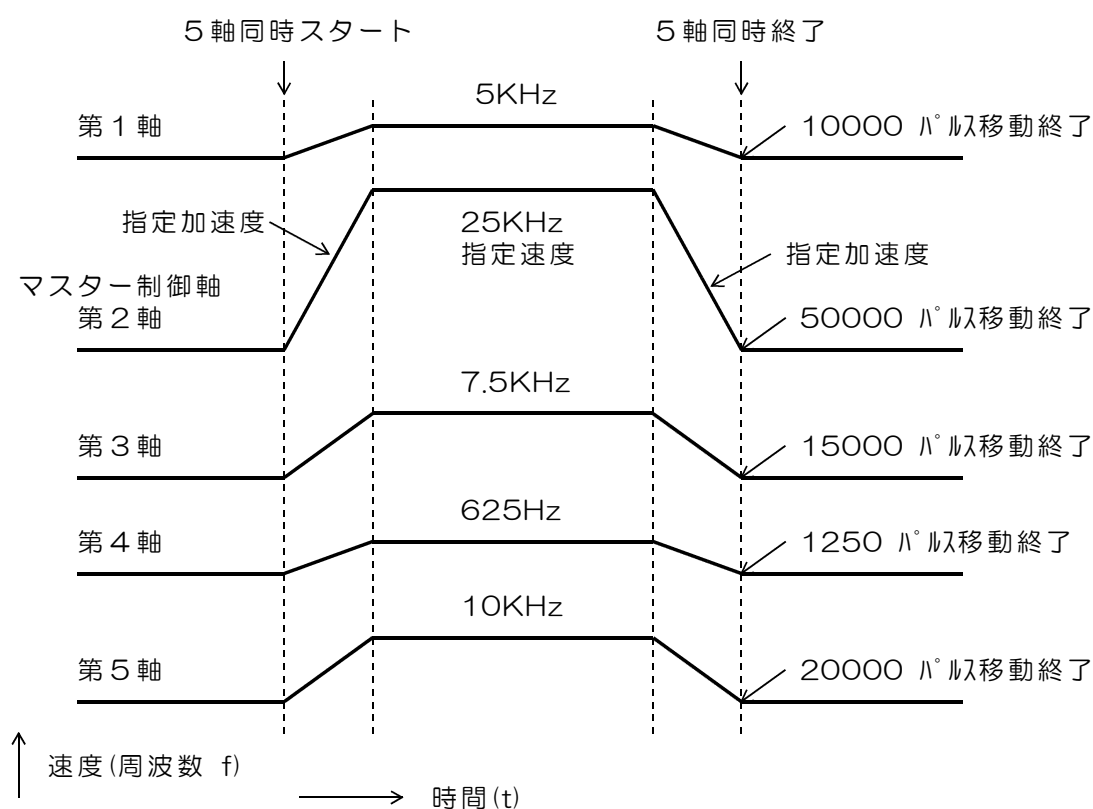 5軸同時スタート
5軸同時終了
5KHz
第1軸
10000 ﾊﾟﾙｽ移動終了
指定加速度
25KHz
指定速度
指定加速度
マスター制御軸
第2軸
50000 ﾊﾟﾙｽ移動終了
7.5KHz
第3軸
15000 ﾊﾟﾙｽ移動終了
625Hz
第4軸
1250 ﾊﾟﾙｽ移動終了
10KHz
第5軸
20000 ﾊﾟﾙｽ移動終了
速度(周波数 f)
時間(t)